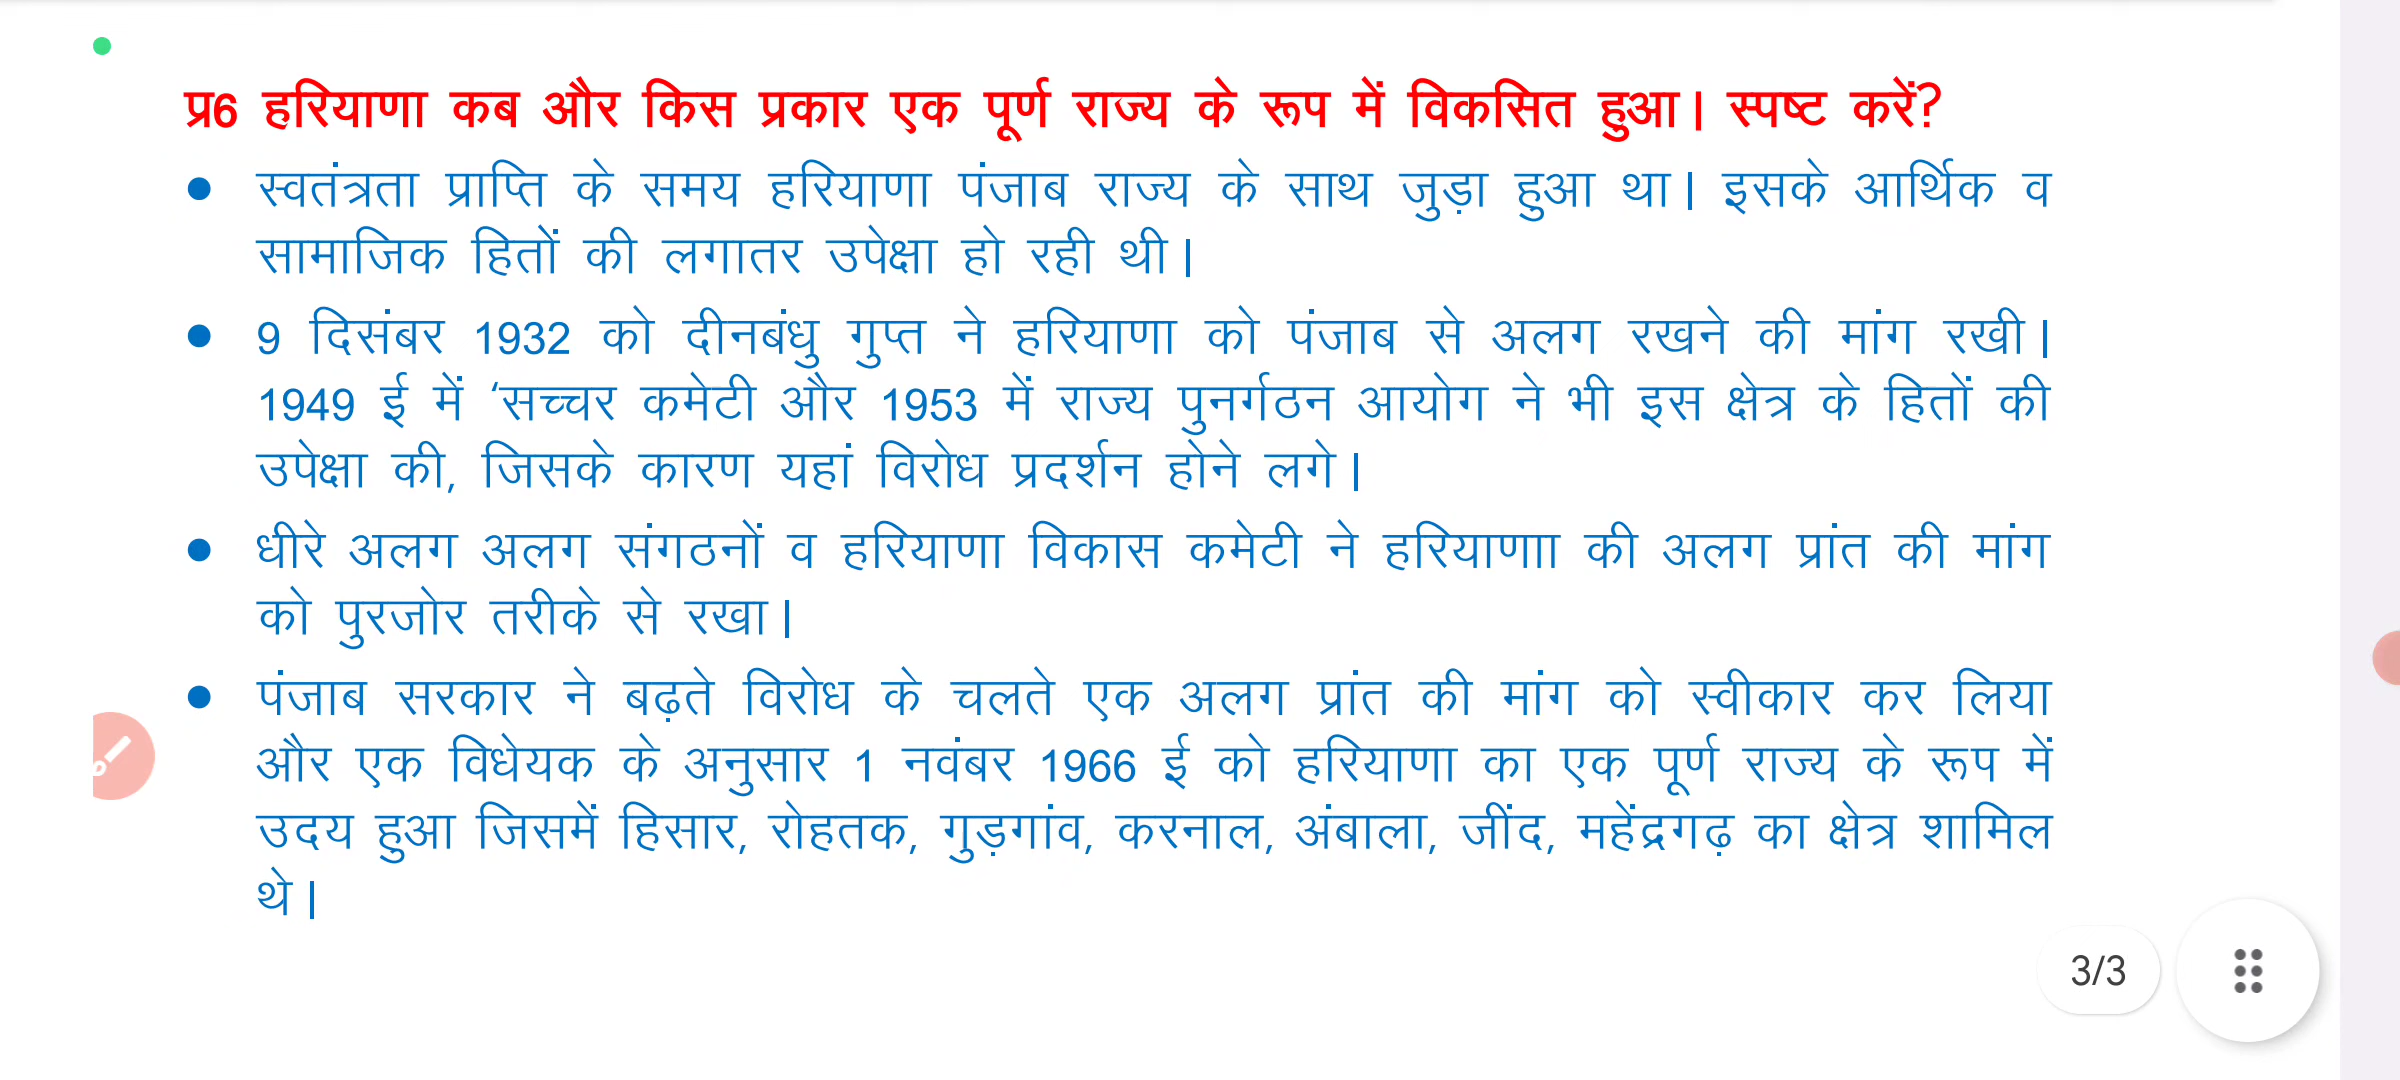 प्र6 हरियाणा कब और किस प्रकार एक पूर्ण राज्य के रूप में विकसित हुआ। स्पष्ट करें?
● स्वतंत्रता प्राप्ति के समय हरियाणा पंजाब राज्य के साथ जुड़ा हुआ था। इसके आर्थिक व
सामाजिक हितों की लगातर उपेक्षा हो रही थी।
● 9 दिसंबर 1932 को दीनबंधु गुप्त ने हरियाणा को पंजाब से अलग रखने की मांग रखी।
1949 ई में ‘सच्चर कमेटी और 1953 में राज्य पुनर्गठन आयोग ने भी इस क्षेत्र के हितों की
उपेक्षा की, जिसके कारण यहां विरोध प्रदर्शन होने लगे।
● धीरे अलग अलग संगठनों व हरियाणा विकास कमेटी ने हरियाणाा की अलग प्रांत की मांग
को पुरजोर तरीके से रखा।
● पंजाब सरकार ने बढ़ते विरोध के चलते एक अलग प्रांत की मांग को स्वीकार कर लिया
और एक विधेयक के अनुसार 1 नवंबर 1966 ई को हरियाणा का एक पूर्ण राज्य के रूप में
उदय हुआ जिसमें हिसार, रोहतक, गुड़गांव, करनाल, अंबाला, जींद, महेंद्रगढ़ का क्षेत्र शामिल
थे।
3/3